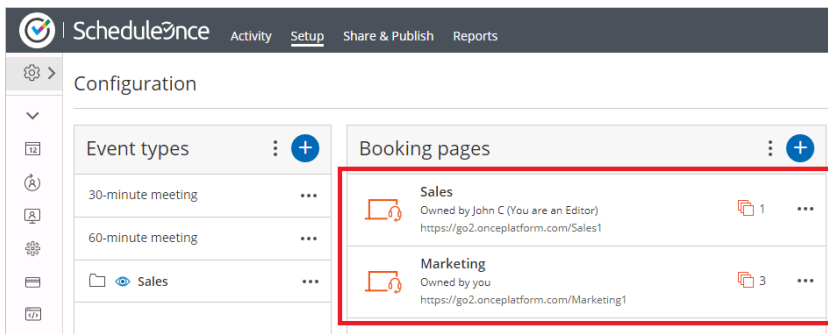 ScheduleOnce Activity Setup Share & Publish Reports
Configuration
Event types
30-minute meeting
60-minute meeting
Sales
Booking pages
Sales
Owned by John C (You are an Editor)
https://go2.onceplatform.com/Sales1
1
Marketing
Owned by you
https://go2.onceplatform.com/Marketing1
3
12